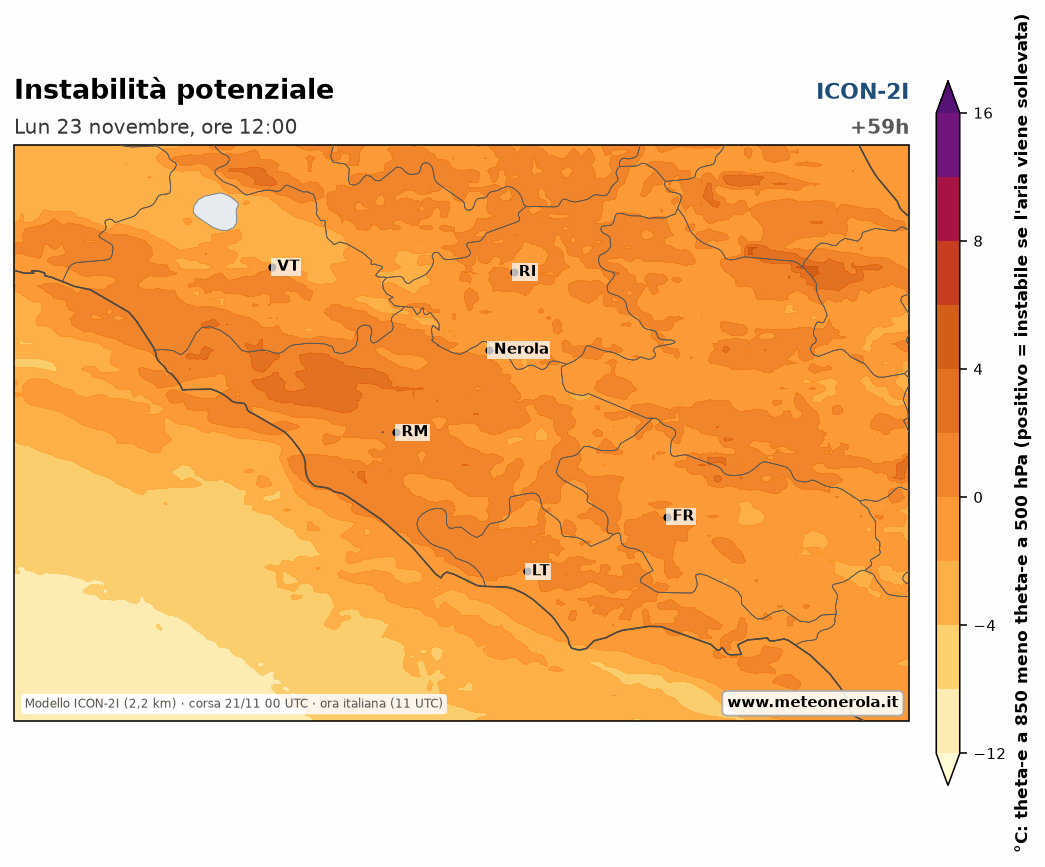 Instabilità potenziale
ICON-2I
Lun 23 novembre, ore 12:00
+59h
VT
RI
Nerola
RM
FR
LT
Modello ICON-2I (2,2 km) · corsa 21/11 00 UTC · ora italiana (11 UTC)
www.meteonerola.it
16
8
4
0
−4
−12
°C: theta-e a 850 meno theta-e a 500 hPa (positivo = instabile se l'aria viene sollevata)